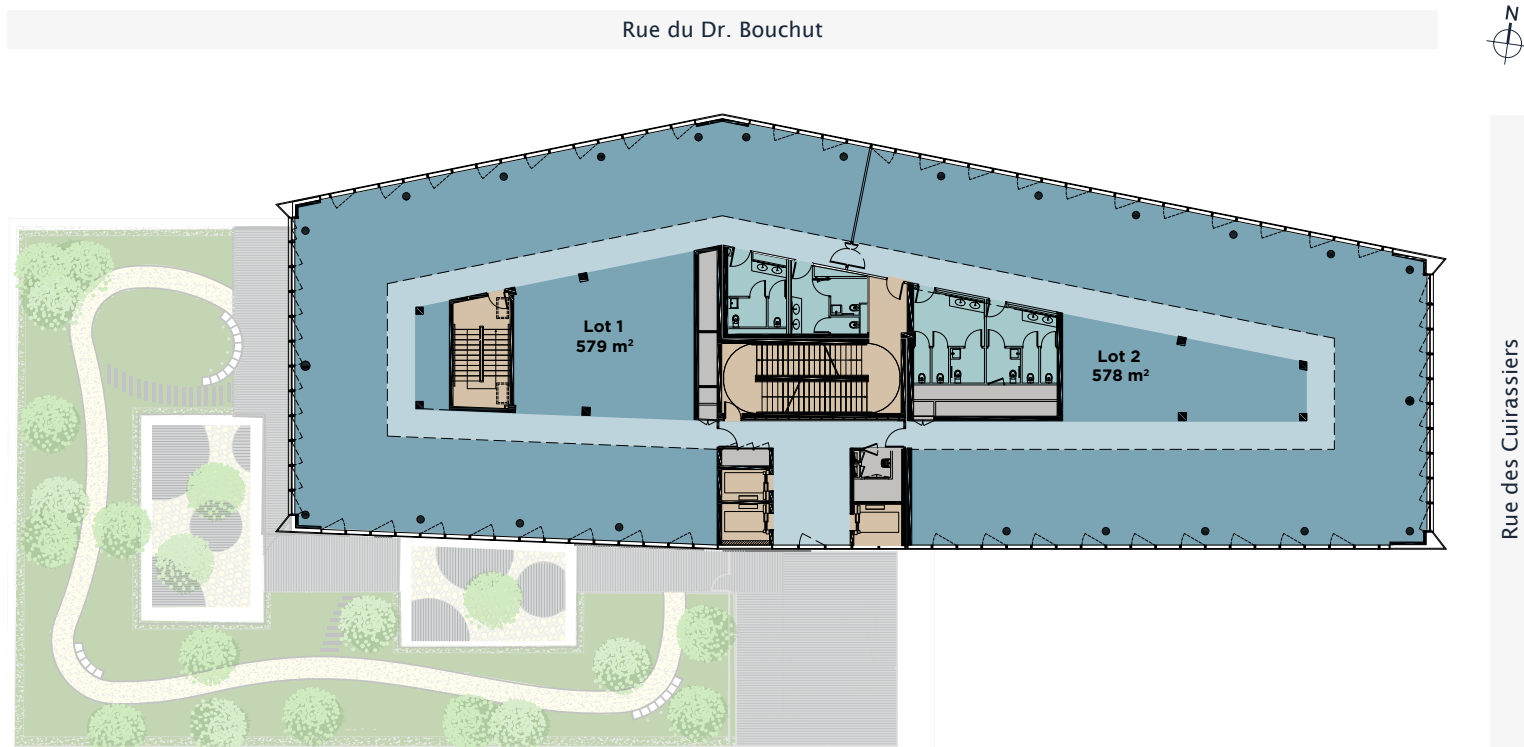 Rue du Dr. Bouchut
N
Lot 1
579 m²
Lot 2
578 m²
Rue des Cuirassiers